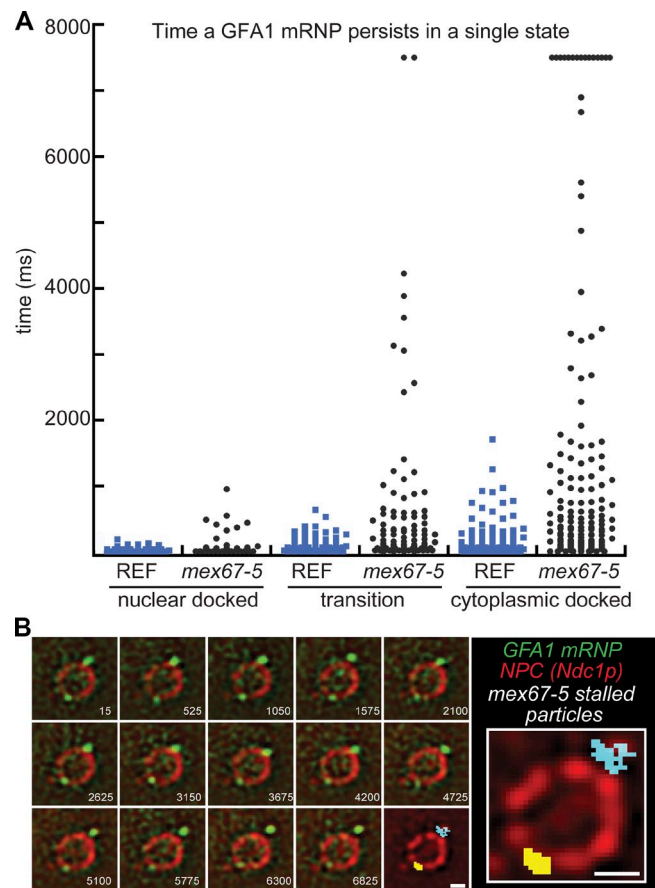 A
Time a GFA1 mRNP persists in a single state
8000
6000
4000
2000
time (ms)
REF mex67-5 REF mex67-5 REF mex67-5
nuclear docked transition cytoplasmic docked
B
15 525 1050 1575 2100
2625 3150 3675 4200 4725
5100 5775 6300 6825
GFA1 mRNP
NPC (Ndc1p)
mex67-5 stalled
particles